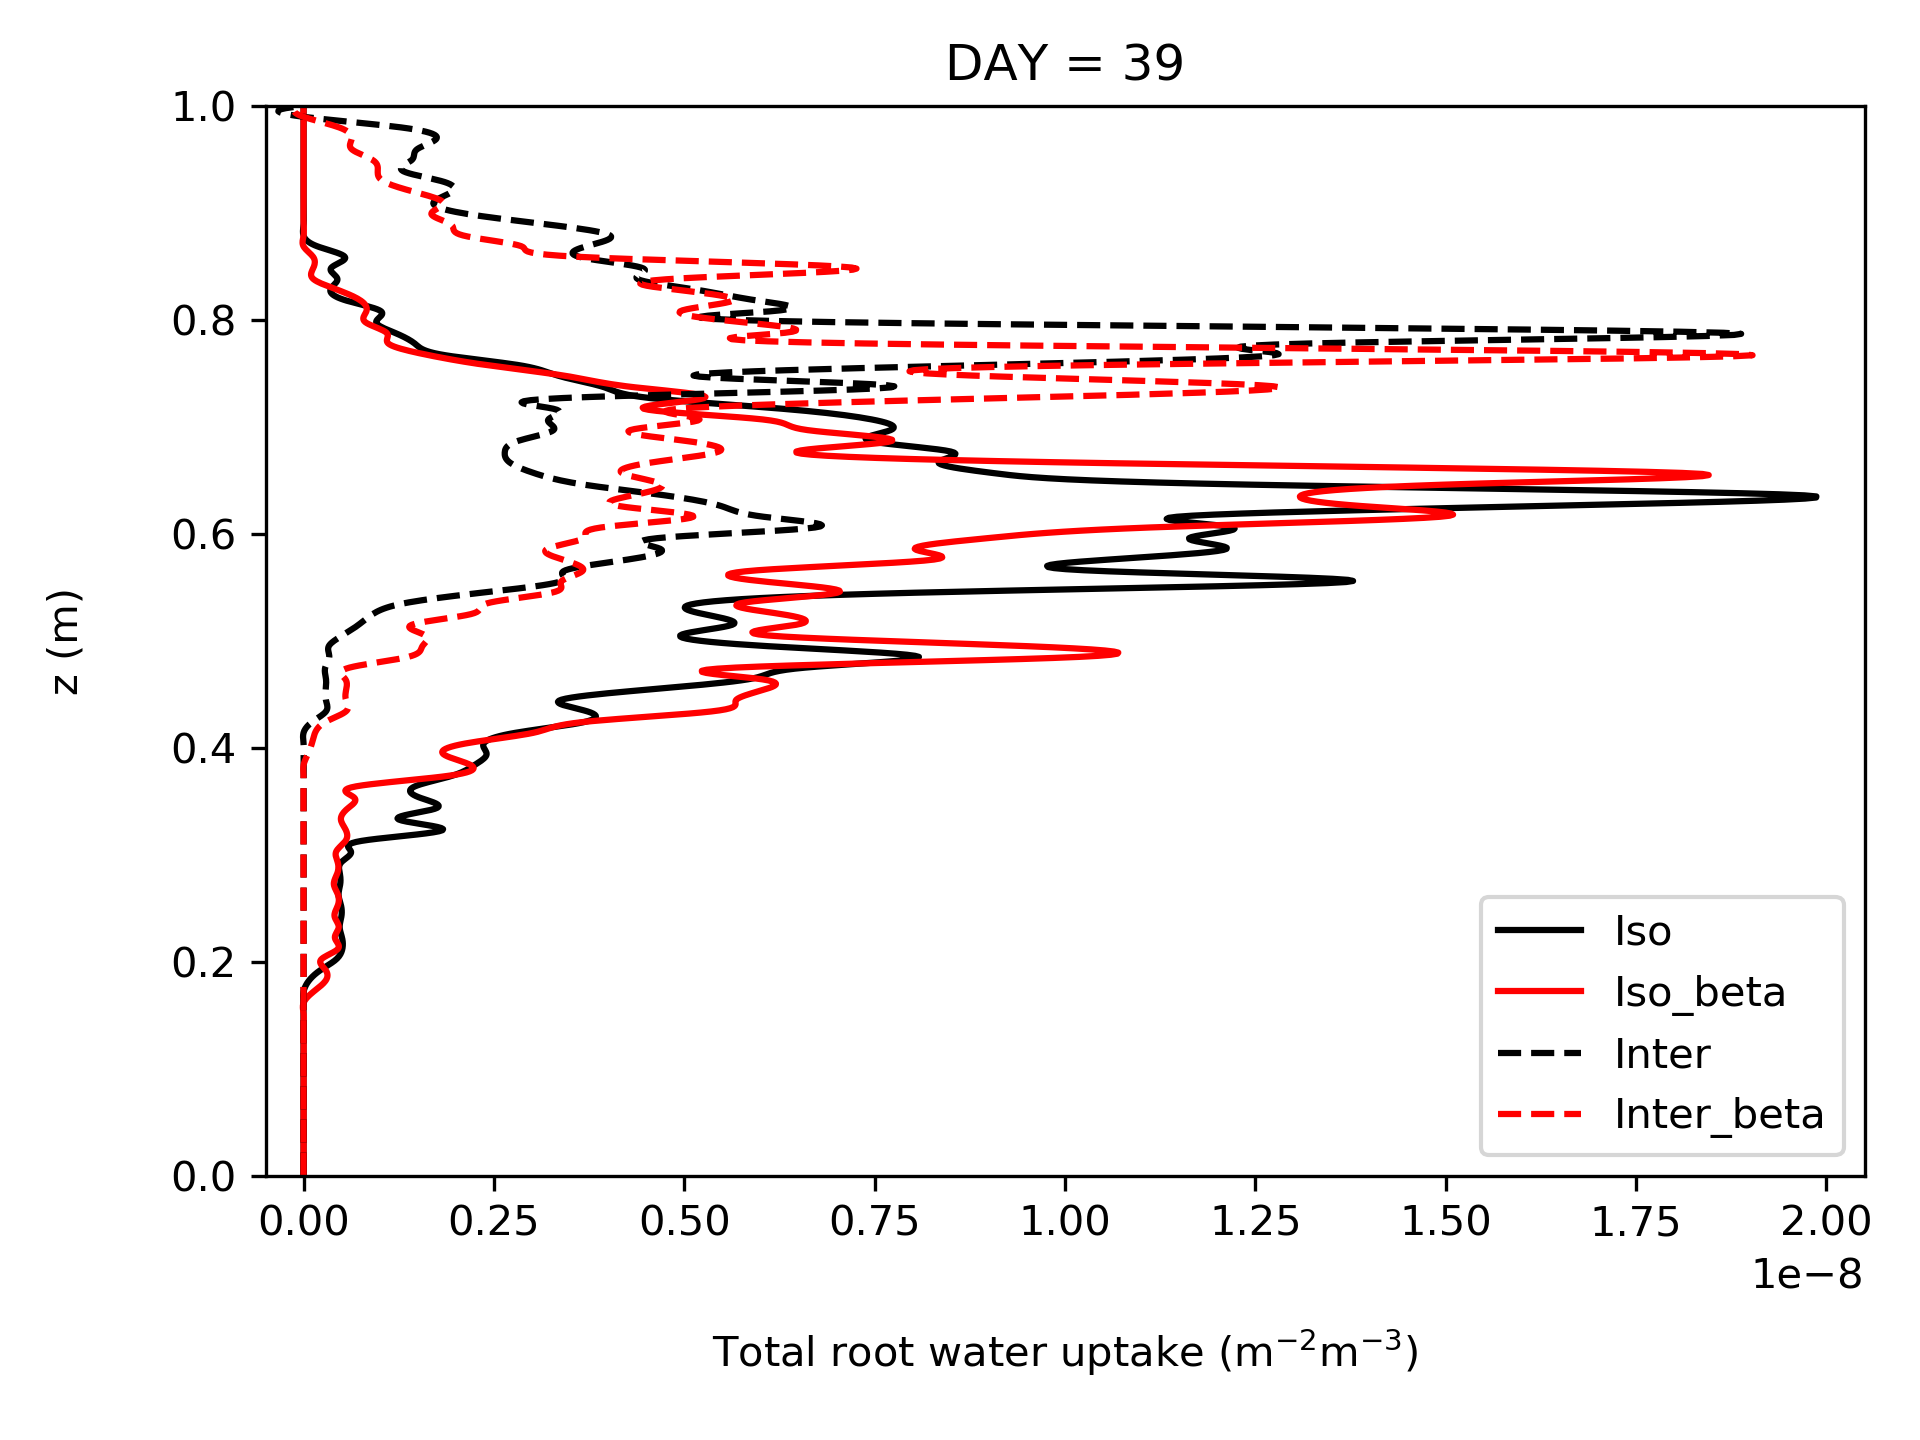 DAY = 39
1.0
0.8
0.6
0.4
0.2
0.0
z (m)
0.00 0.25 0.50 0.75 1.00 1.25 1.50 1.75 2.00
1e−8
Total root water uptake (m⁻²m⁻³)
Iso
Iso_beta
Inter
Inter_beta